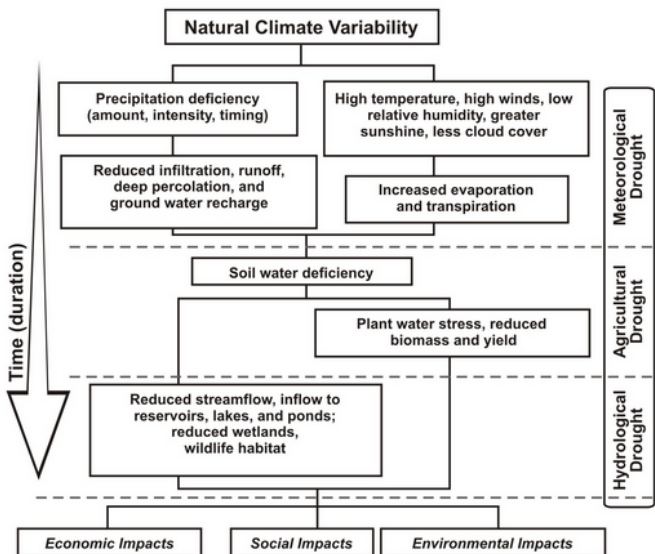 Natural Climate Variability
Precipitation deficiency
(amount, intensity, timing)
High temperature, high winds, low
relative humidity, greater
sunshine, less cloud cover
Reduced infiltration, runoff,
deep percolation, and
ground water recharge
Increased evaporation
and transpiration
Meteorological
Drought
Soil water deficiency
Plant water stress, reduced
biomass and yield
Agricultural
Drought
Time (duration)
Reduced streamflow, inflow to
reservoirs, lakes, and ponds;
reduced wetlands,
wildlife habitat
Hydrological
Drought
Economic Impacts
Social Impacts
Environmental Impacts